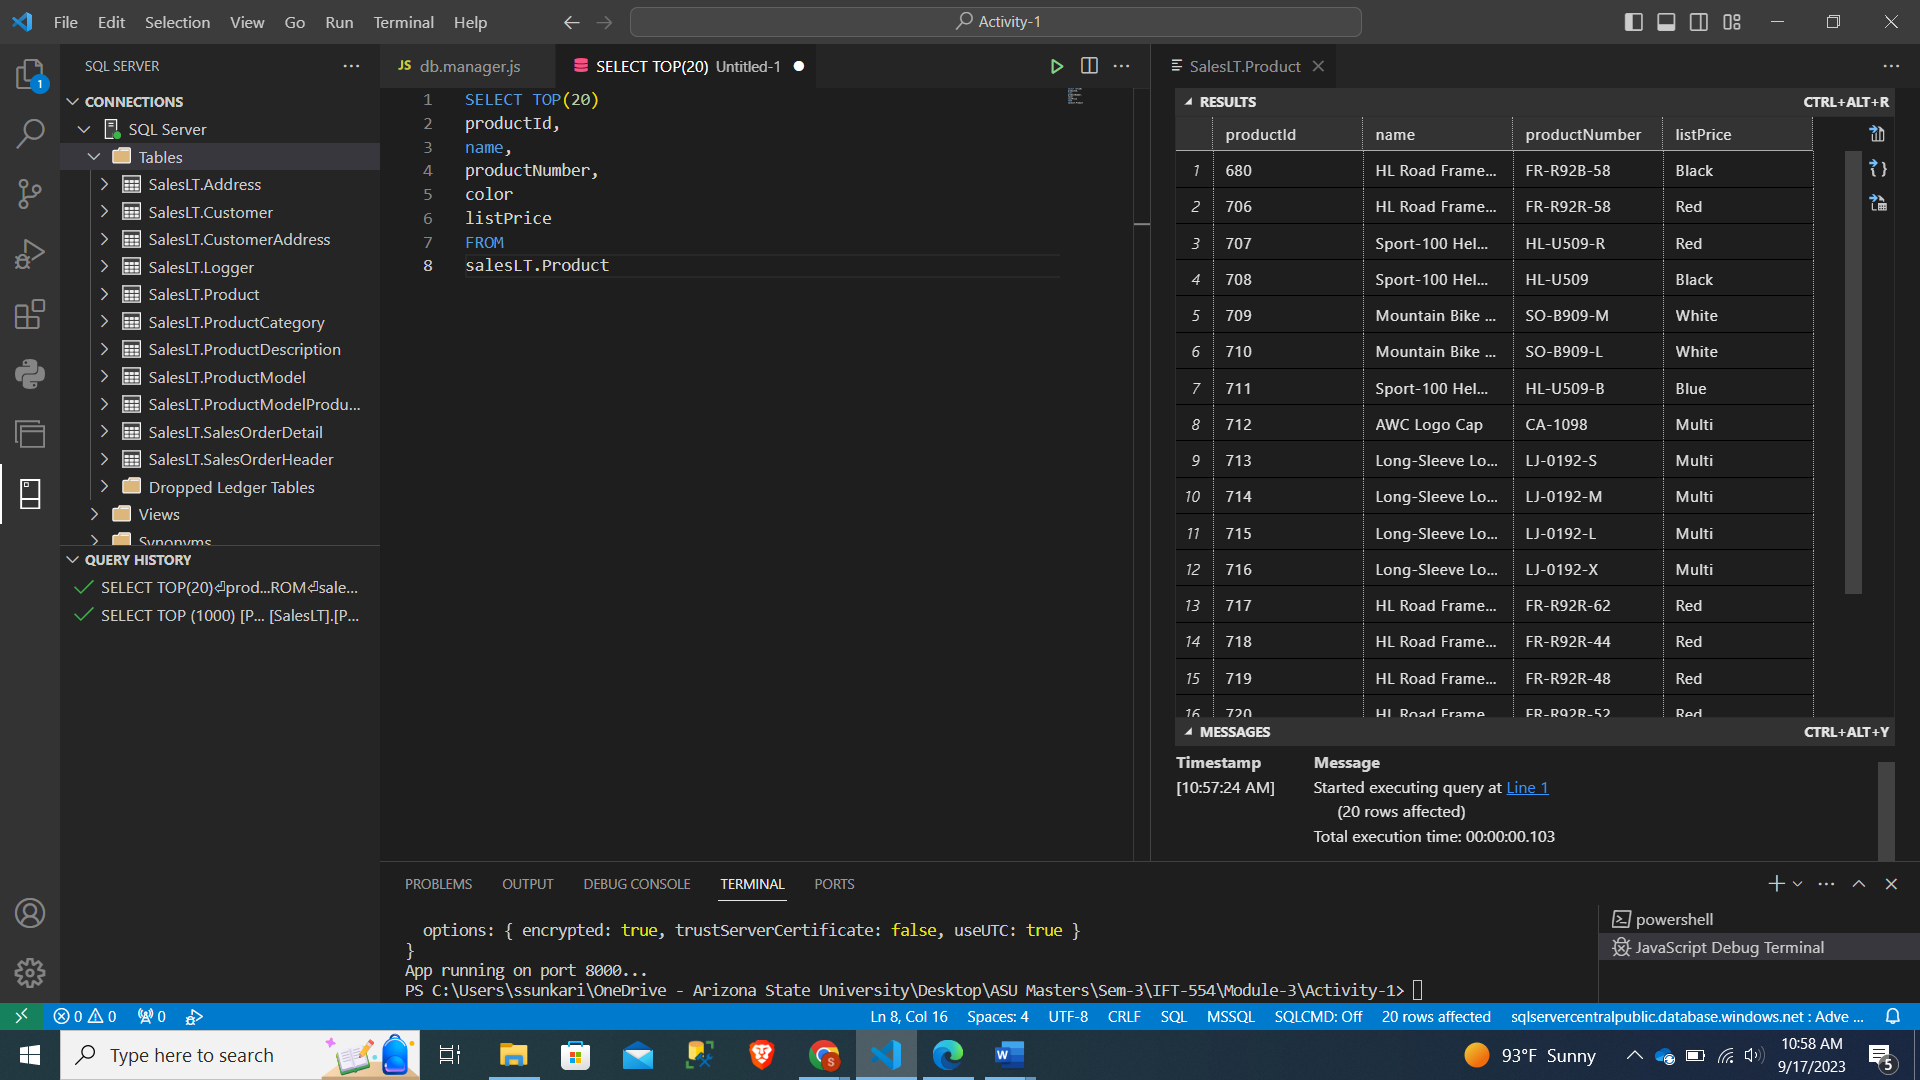 File Edit Selection View Go Run Terminal Help
Activity-1
SQL SERVER
CONNECTIONS
SQL Server
Tables
SalesLT.Address
SalesLT.Customer
SalesLT.CustomerAddress
SalesLT.Logger
SalesLT.Product
SalesLT.ProductCategory
SalesLT.ProductDescription
SalesLT.ProductModel
SalesLT.ProductModelProdu...
SalesLT.SalesOrderDetail
SalesLT.SalesOrderHeader
Dropped Ledger Tables
Views
Synonyms
QUERY HISTORY
SELECT TOP(20)⏎prod...ROM⏎sale...
SELECT TOP (1000) [P... [SalesLT].[P...
JS db.manager.js
SELECT TOP(20) Untitled-1
1 SELECT TOP(20)
2 productId,
3 name,
4 productNumber,
5 color
6 listPrice
7 FROM
8 salesLT.Product
SalesLT.Product
RESULTS CTRL+ALT+R
productId name productNumber listPrice
1 680 HL Road Frame... FR-R92B-58 Black
2 706 HL Road Frame... FR-R92R-58 Red
3 707 Sport-100 Hel... HL-U509-R Red
4 708 Sport-100 Hel... HL-U509 Black
5 709 Mountain Bike ... SO-B909-M White
6 710 Mountain Bike ... SO-B909-L White
7 711 Sport-100 Hel... HL-U509-B Blue
8 712 AWC Logo Cap CA-1098 Multi
9 713 Long-Sleeve Lo... LJ-0192-S Multi
10 714 Long-Sleeve Lo... LJ-0192-M Multi
11 715 Long-Sleeve Lo... LJ-0192-L Multi
12 716 Long-Sleeve Lo... LJ-0192-X Multi
13 717 HL Road Frame... FR-R92R-62 Red
14 718 HL Road Frame... FR-R92R-44 Red
15 719 HL Road Frame... FR-R92R-48 Red
16 720 HL Road Frame... FR-R92R-52 Red
MESSAGES CTRL+ALT+Y
Timestamp Message
[10:57:24 AM] Started executing query at Line 1
(20 rows affected)
Total execution time: 00:00:00.103
PROBLEMS OUTPUT DEBUG CONSOLE TERMINAL PORTS
options: { encrypted: true, trustServerCertificate: false, useUTC: true }
}
App running on port 8000...
PS C:\Users\ssunkari\OneDrive - Arizona State University\Desktop\ASU Masters\Sem-3\IFT-554\Module-3\Activity-1>
powershell
JavaScript Debug Terminal
0 0 0 Ln 8, Col 16 Spaces: 4 UTF-8 CRLF SQL MSSQL SQLCMD: Off 20 rows affected sqlservercentralpublic.database.windows.net : Adve ...
Type here to search
93°F Sunny
10:58 AM
9/17/2023
5
1